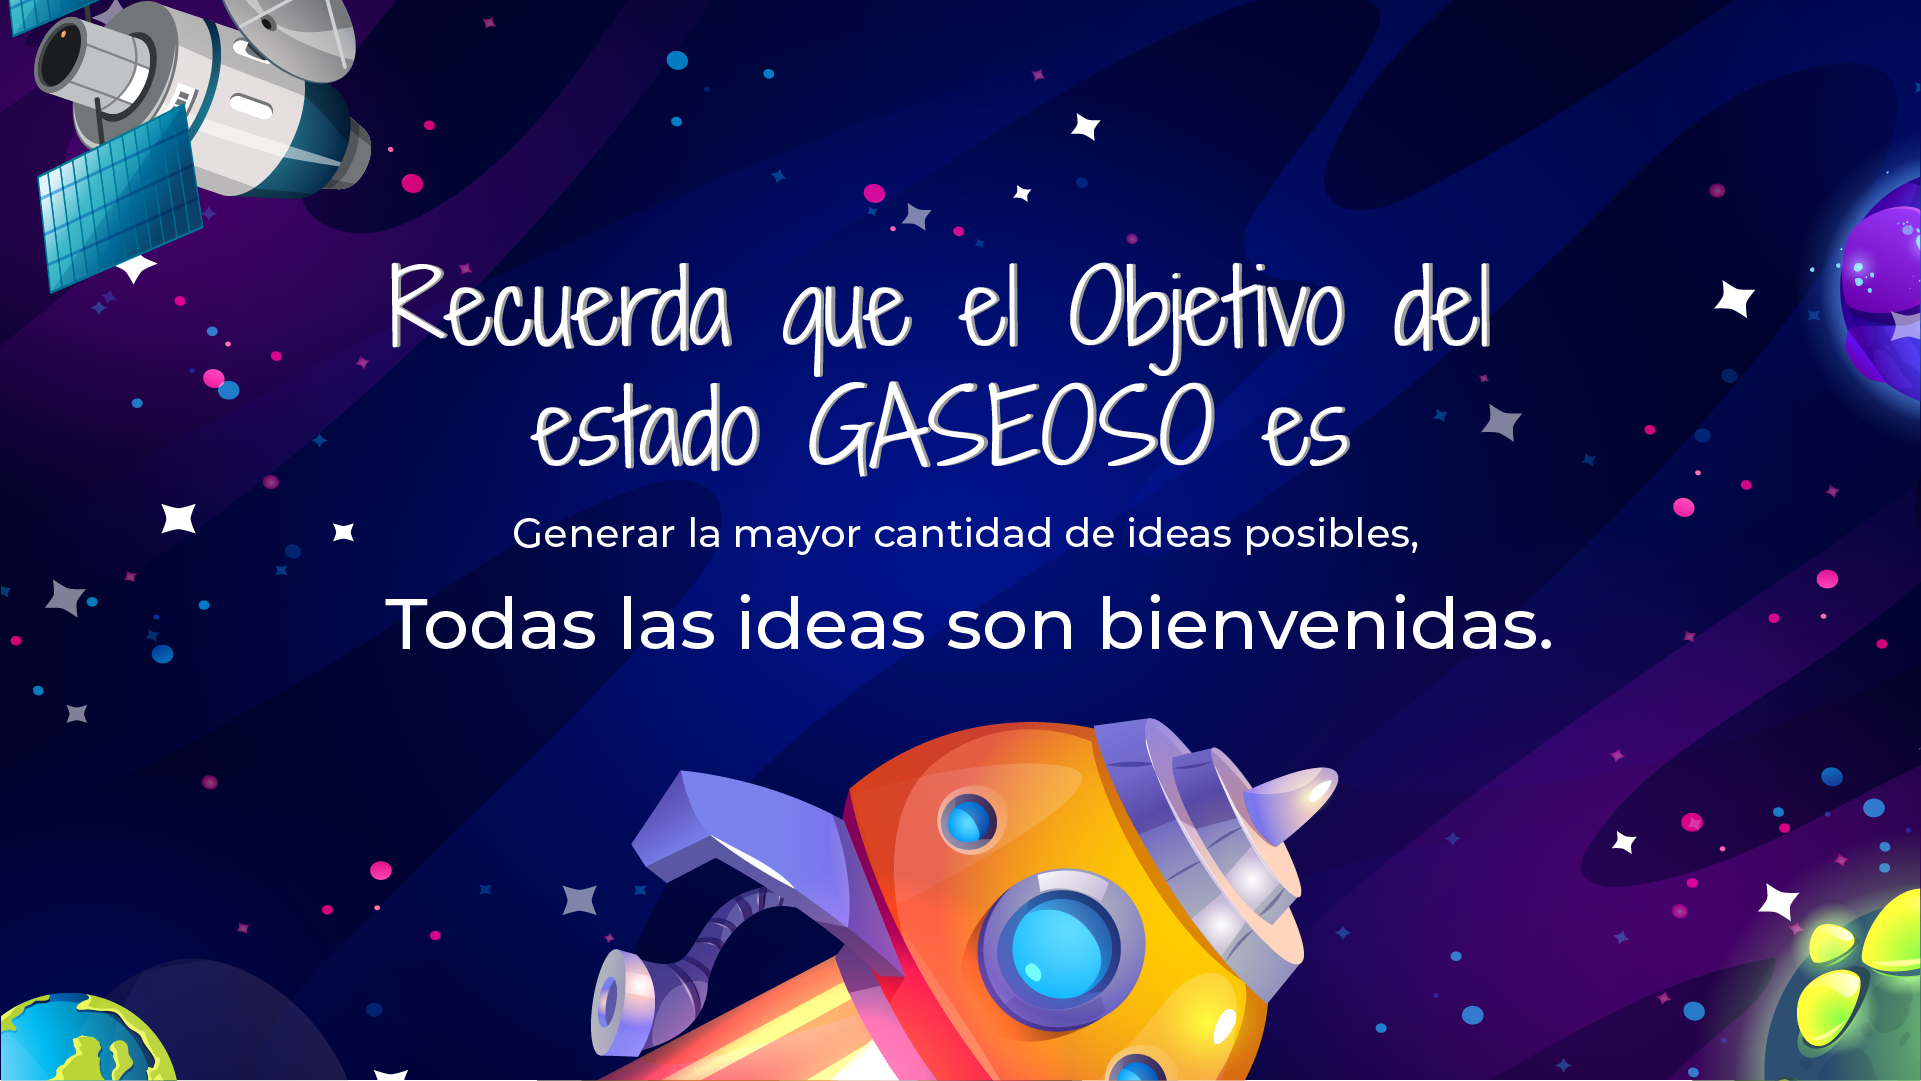 Recuerda que el Objetivo del
estado GASEOSO es
Generar la mayor cantidad de ideas posibles,
Todas las ideas son bienvenidas.